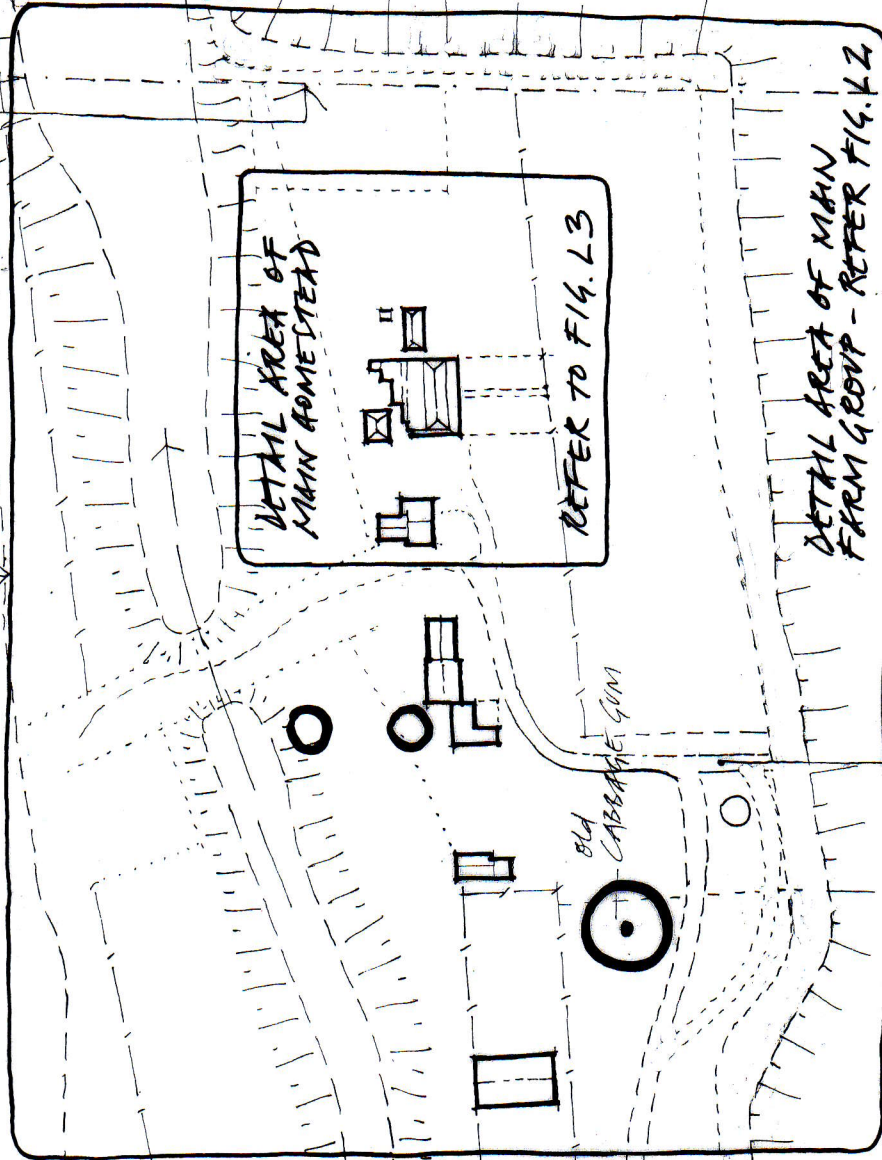 DETAIL AREA OF
MAIN HOMESTEAD
REFER TO FIG. L3
old
CABBAGE GUM
DETAIL AREA OF MAIN
FARM GROUP - REFER FIG. L2